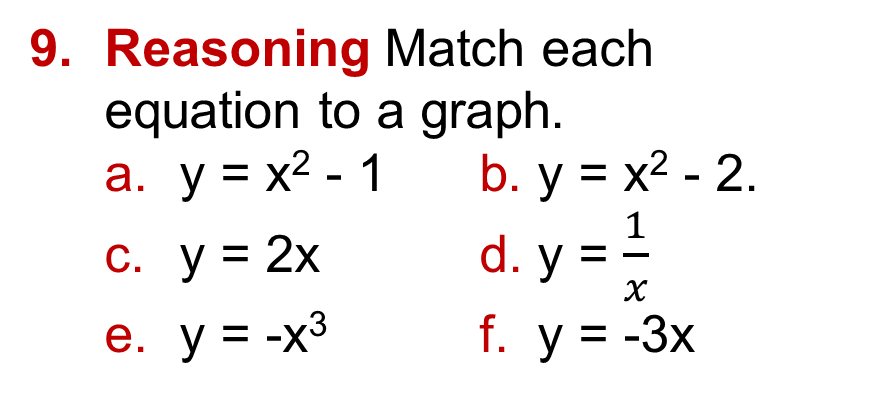 9. Reasoning Match each
equation to a graph.
a. y = x² - 1 b. y = x² - 2.
c. y = 2x d. y = 1/x
e. y = -x³ f. y = -3x